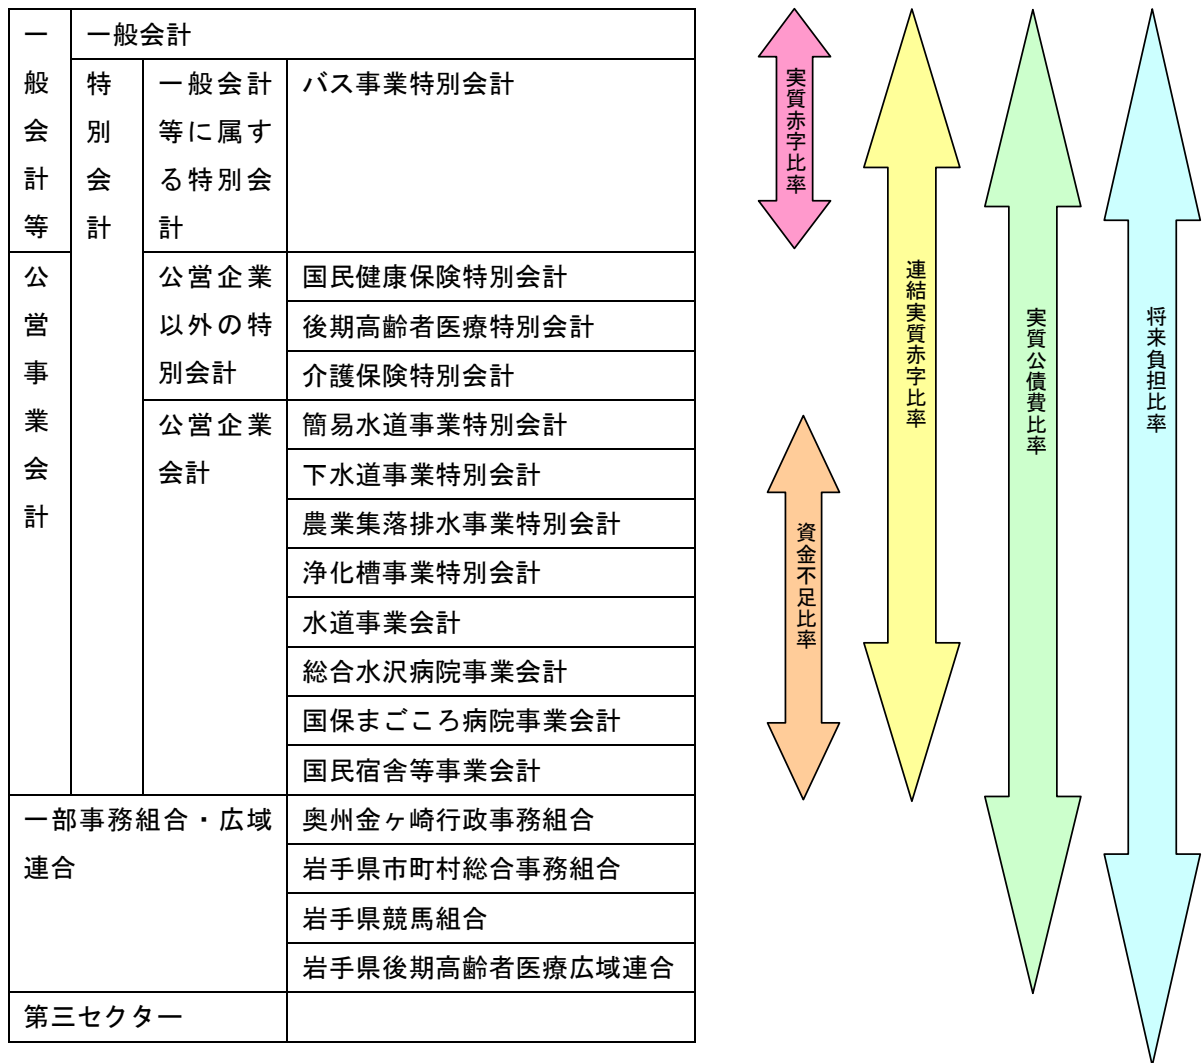 一般会計等
一般会計
特別会計
一般会計
等に属す
る特別会
計
バス事業特別会計
公営事業会計
公営企業
以外の特
別会計
国民健康保険特別会計
後期高齢者医療特別会計
介護保険特別会計
公営企業
会計
簡易水道事業特別会計
下水道事業特別会計
農業集落排水事業特別会計
浄化槽事業特別会計
水道事業会計
総合水沢病院事業会計
国保まごころ病院事業会計
国民宿舎等事業会計
一部事務組合・広域
連合
奥州金ヶ崎行政事務組合
岩手県市町村総合事務組合
岩手県競馬組合
岩手県後期高齢者医療広域連合
第三セクター
実質赤字比率
資金不足比率
連結実質赤字比率
実質公債費比率
将来負担比率